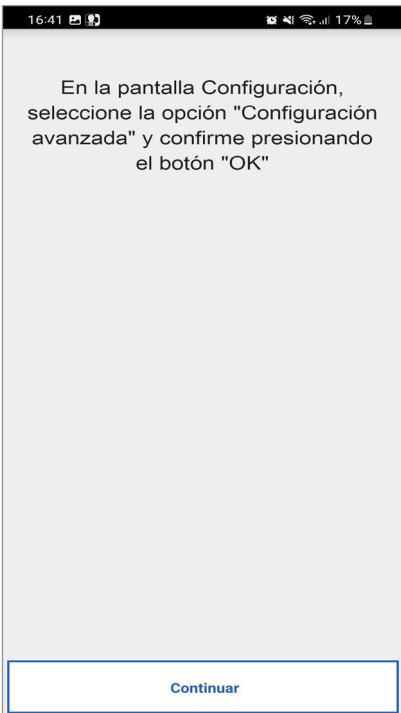 16:41 17%
En la pantalla Configuración,
seleccione la opción "Configuración
avanzada" y confirme presionando
el botón "OK"
Continuar